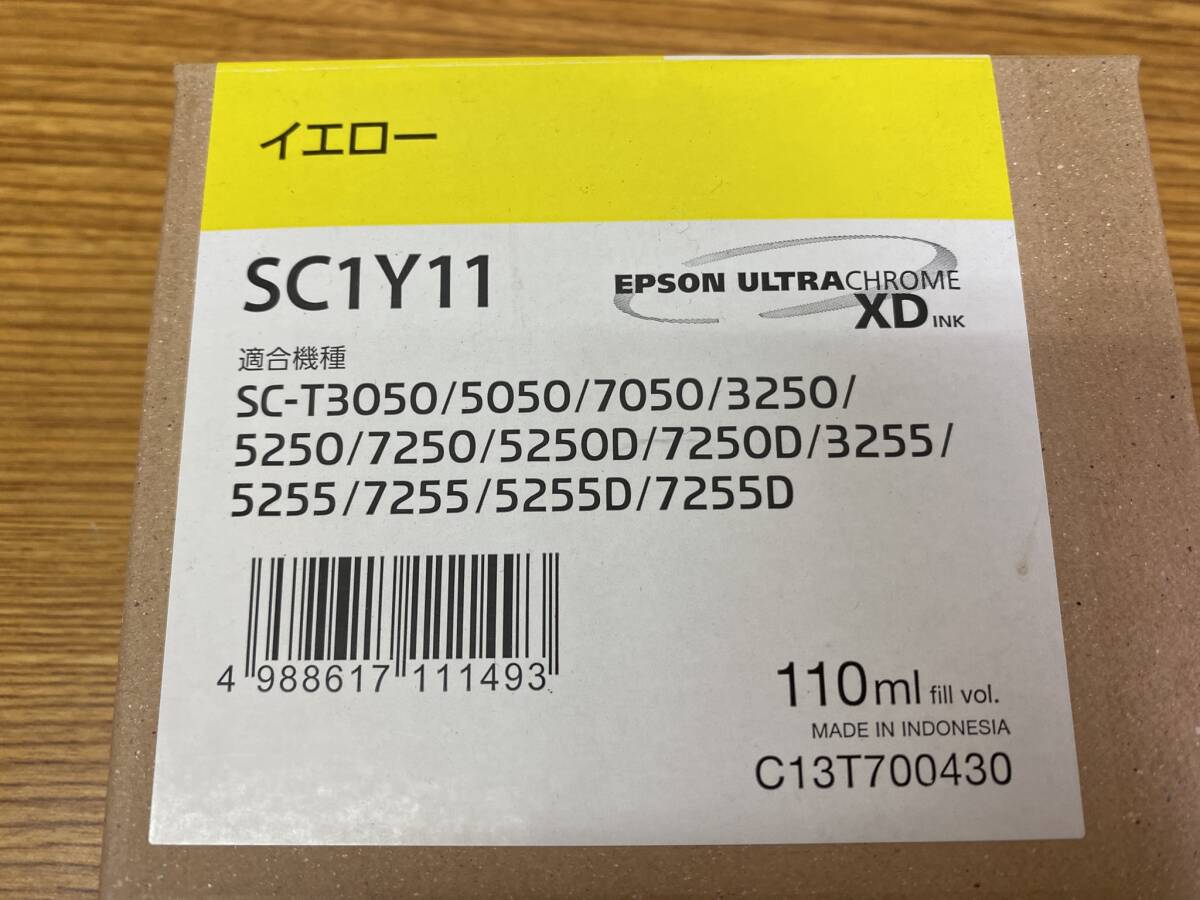 イエロー
SC1Y11
EPSON ULTRACHROME
XD INK
適合機種
SC-T3050/5050/7050/3250/
5250/7250/5250D/7250D/3255/
5255/7255/5255D/7255D
4 988617 111493
110ml fill vol.
MADE IN INDONESIA
C13T700430